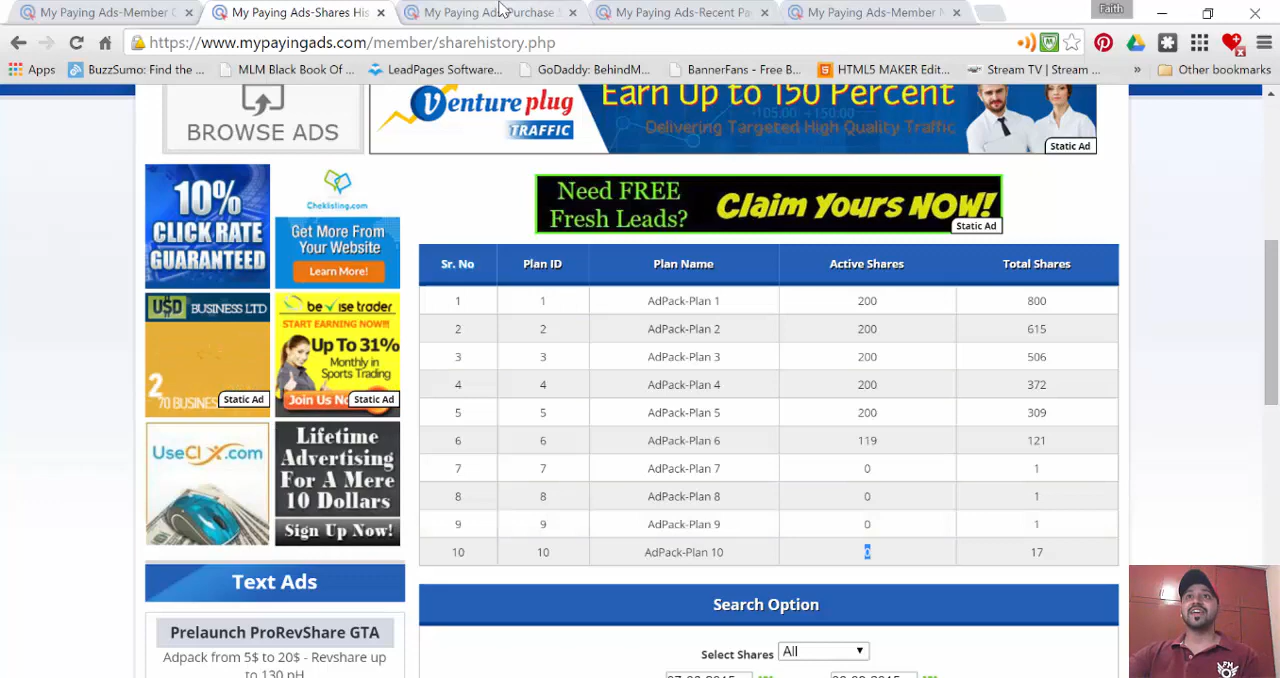 My Paying Ads-Member C
My Paying Ads-Shares His
My Paying Ads-Purchase
My Paying Ads-Recent Pa
My Paying Ads-Member N
Faith
https://www.mypayingads.com/member/sharehistory.php
Apps
BuzzSumo: Find the ...
MLM Black Book Of
LeadPages Software...
GoDaddy: BehindM...
BannerFans - Free B...
HTML5 MAKER Edit...
Stream TV | Stream ...
Other bookmarks
BROWSE ADS
Venture plug
TRAFFIC
Earn Up to 150 Percent
Delivering Targeted High Quality Traffic
Static Ad
10%
CLICK RATE
GUARANTEED
Cheklisting.com
Get More From
Your Website
Learn More!
Need FREE
Fresh Leads?
Claim Yours NOW!
Static Ad
USD BUSINESS LTD
2
70 BUSINES
Static Ad
be wise trader
START EARNING NOW!!!
Up To 31%
Monthly in
Sports Trading
Join Us No
Static Ad
UseClix.com
Lifetime
Advertising
For A Mere
10 Dollars
Sign Up Now!
Sr. No Plan ID Plan Name Active Shares Total Shares
1 1 AdPack-Plan 1 200 800
2 2 AdPack-Plan 2 200 615
3 3 AdPack-Plan 3 200 506
4 4 AdPack-Plan 4 200 372
5 5 AdPack-Plan 5 200 309
6 6 AdPack-Plan 6 119 121
7 7 AdPack-Plan 7 0 1
8 8 AdPack-Plan 8 0 1
9 9 AdPack-Plan 9 0 1
10 10 AdPack-Plan 10 0 17
Text Ads
Prelaunch ProRevShare GTA
Adpack from 5$ to 20$ - Revshare up
to 130 pH
Search Option
Select Shares All